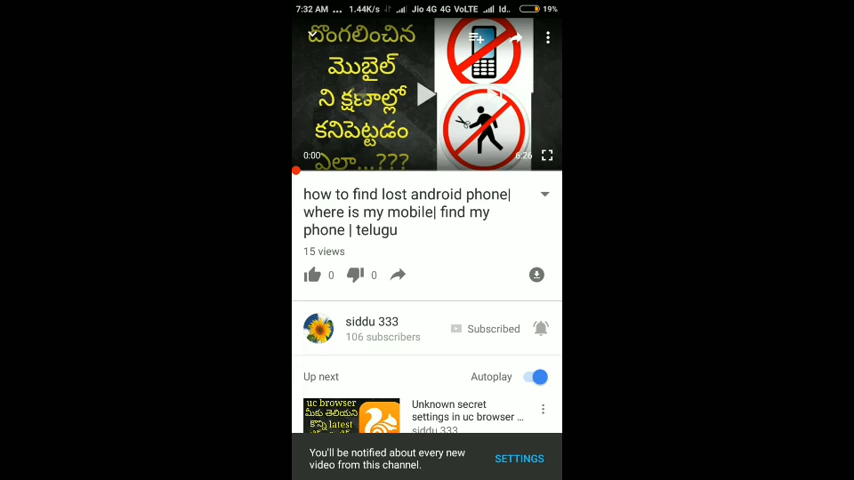 7:32 AM ... 1.44K/s Jio 4G 4G VoLTE Id.. 19%
దొంగలించిన
మొబైల్
ని క్షణాల్లో
కనిపెట్టడం
ఎలా...???
0:00
6:26
how to find lost android phone|
where is my mobile| find my
phone | telugu
15 views
0 0
siddu 333
106 subscribers
Subscribed
Up next
Autoplay
uc browser
మీకు తెలియని
కొన్ని latest
Unknown secret
settings in uc browser ...
siddu 333
You'll be notified about every new
video from this channel.
SETTINGS